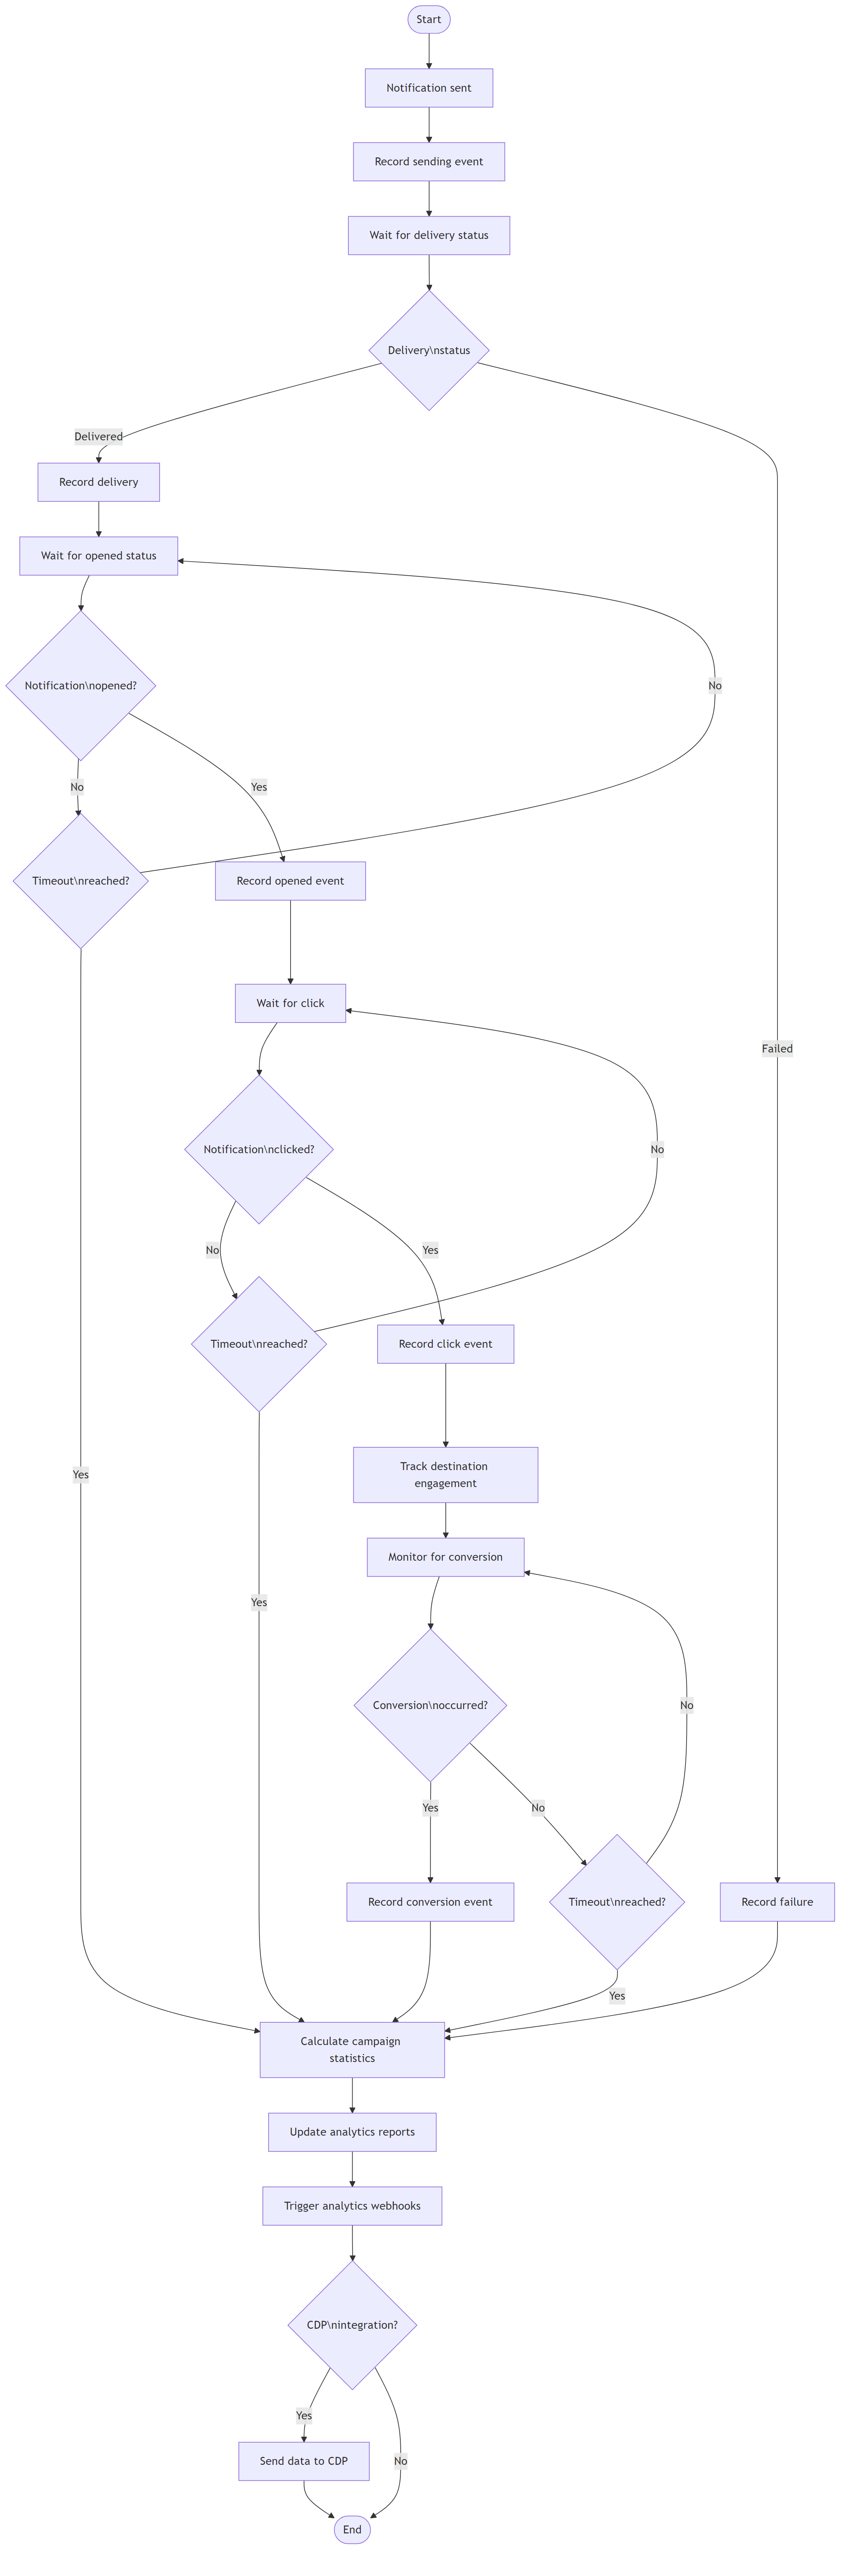 Start
Notification sent
Record sending event
Wait for delivery status
Delivery\nstatus
Delivered
Record delivery
Wait for opened status
Notification\nopened?
No
No
Yes
Timeout\nreached?
Record opened event
Wait for click
Failed
Notification\nclicked?
No
No
Yes
Timeout\nreached?
Record click event
Yes
Track destination
engagement
Monitor for conversion
Yes
Conversion\noccurred?
No
Yes
No
Record conversion event
Timeout\nreached?
Record failure
Yes
Calculate campaign
statistics
Update analytics reports
Trigger analytics webhooks
CDP\nintegration?
Yes
Send data to CDP
No
End